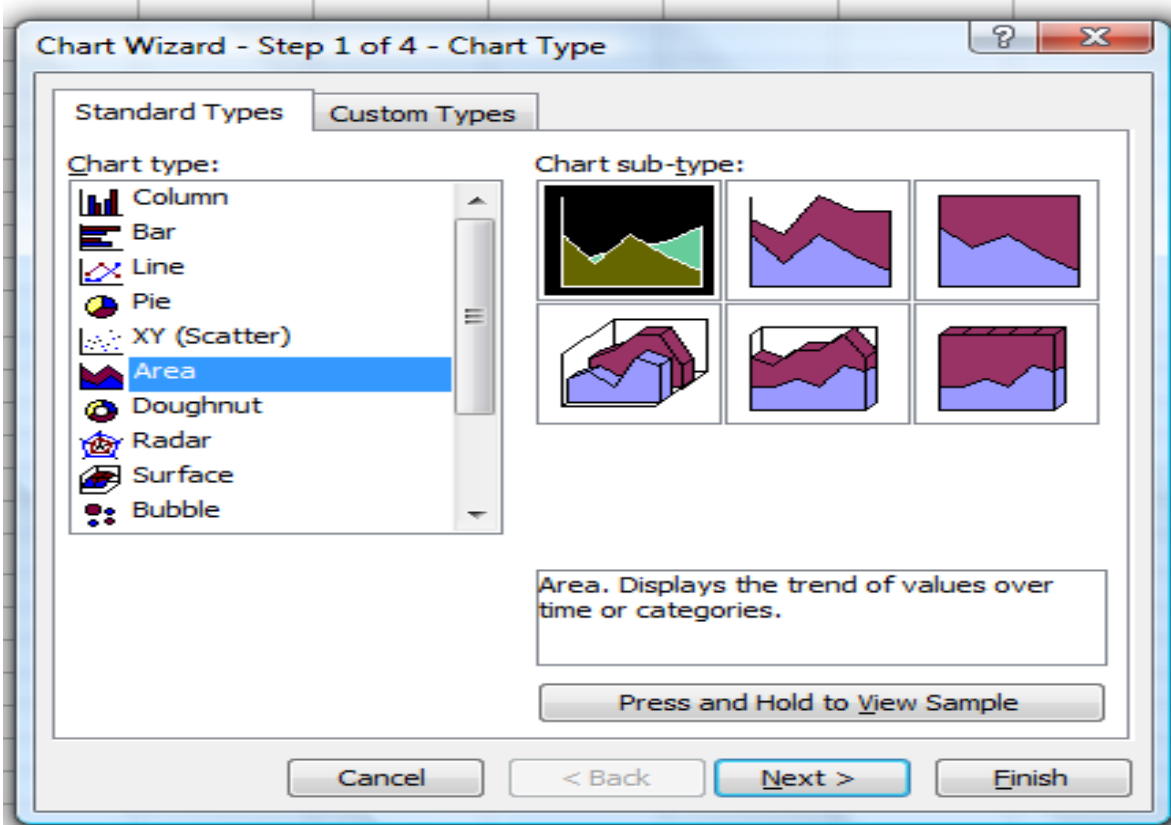 Chart Wizard - Step 1 of 4 - Chart Type
Standard Types
Custom Types
Chart type:
Chart sub-type:
Column
Bar
Line
Pie
XY (Scatter)
Area
Doughnut
Radar
Surface
Bubble
Area. Displays the trend of values over
time or categories.
Press and Hold to View Sample
Cancel
< Back
Next >
Finish